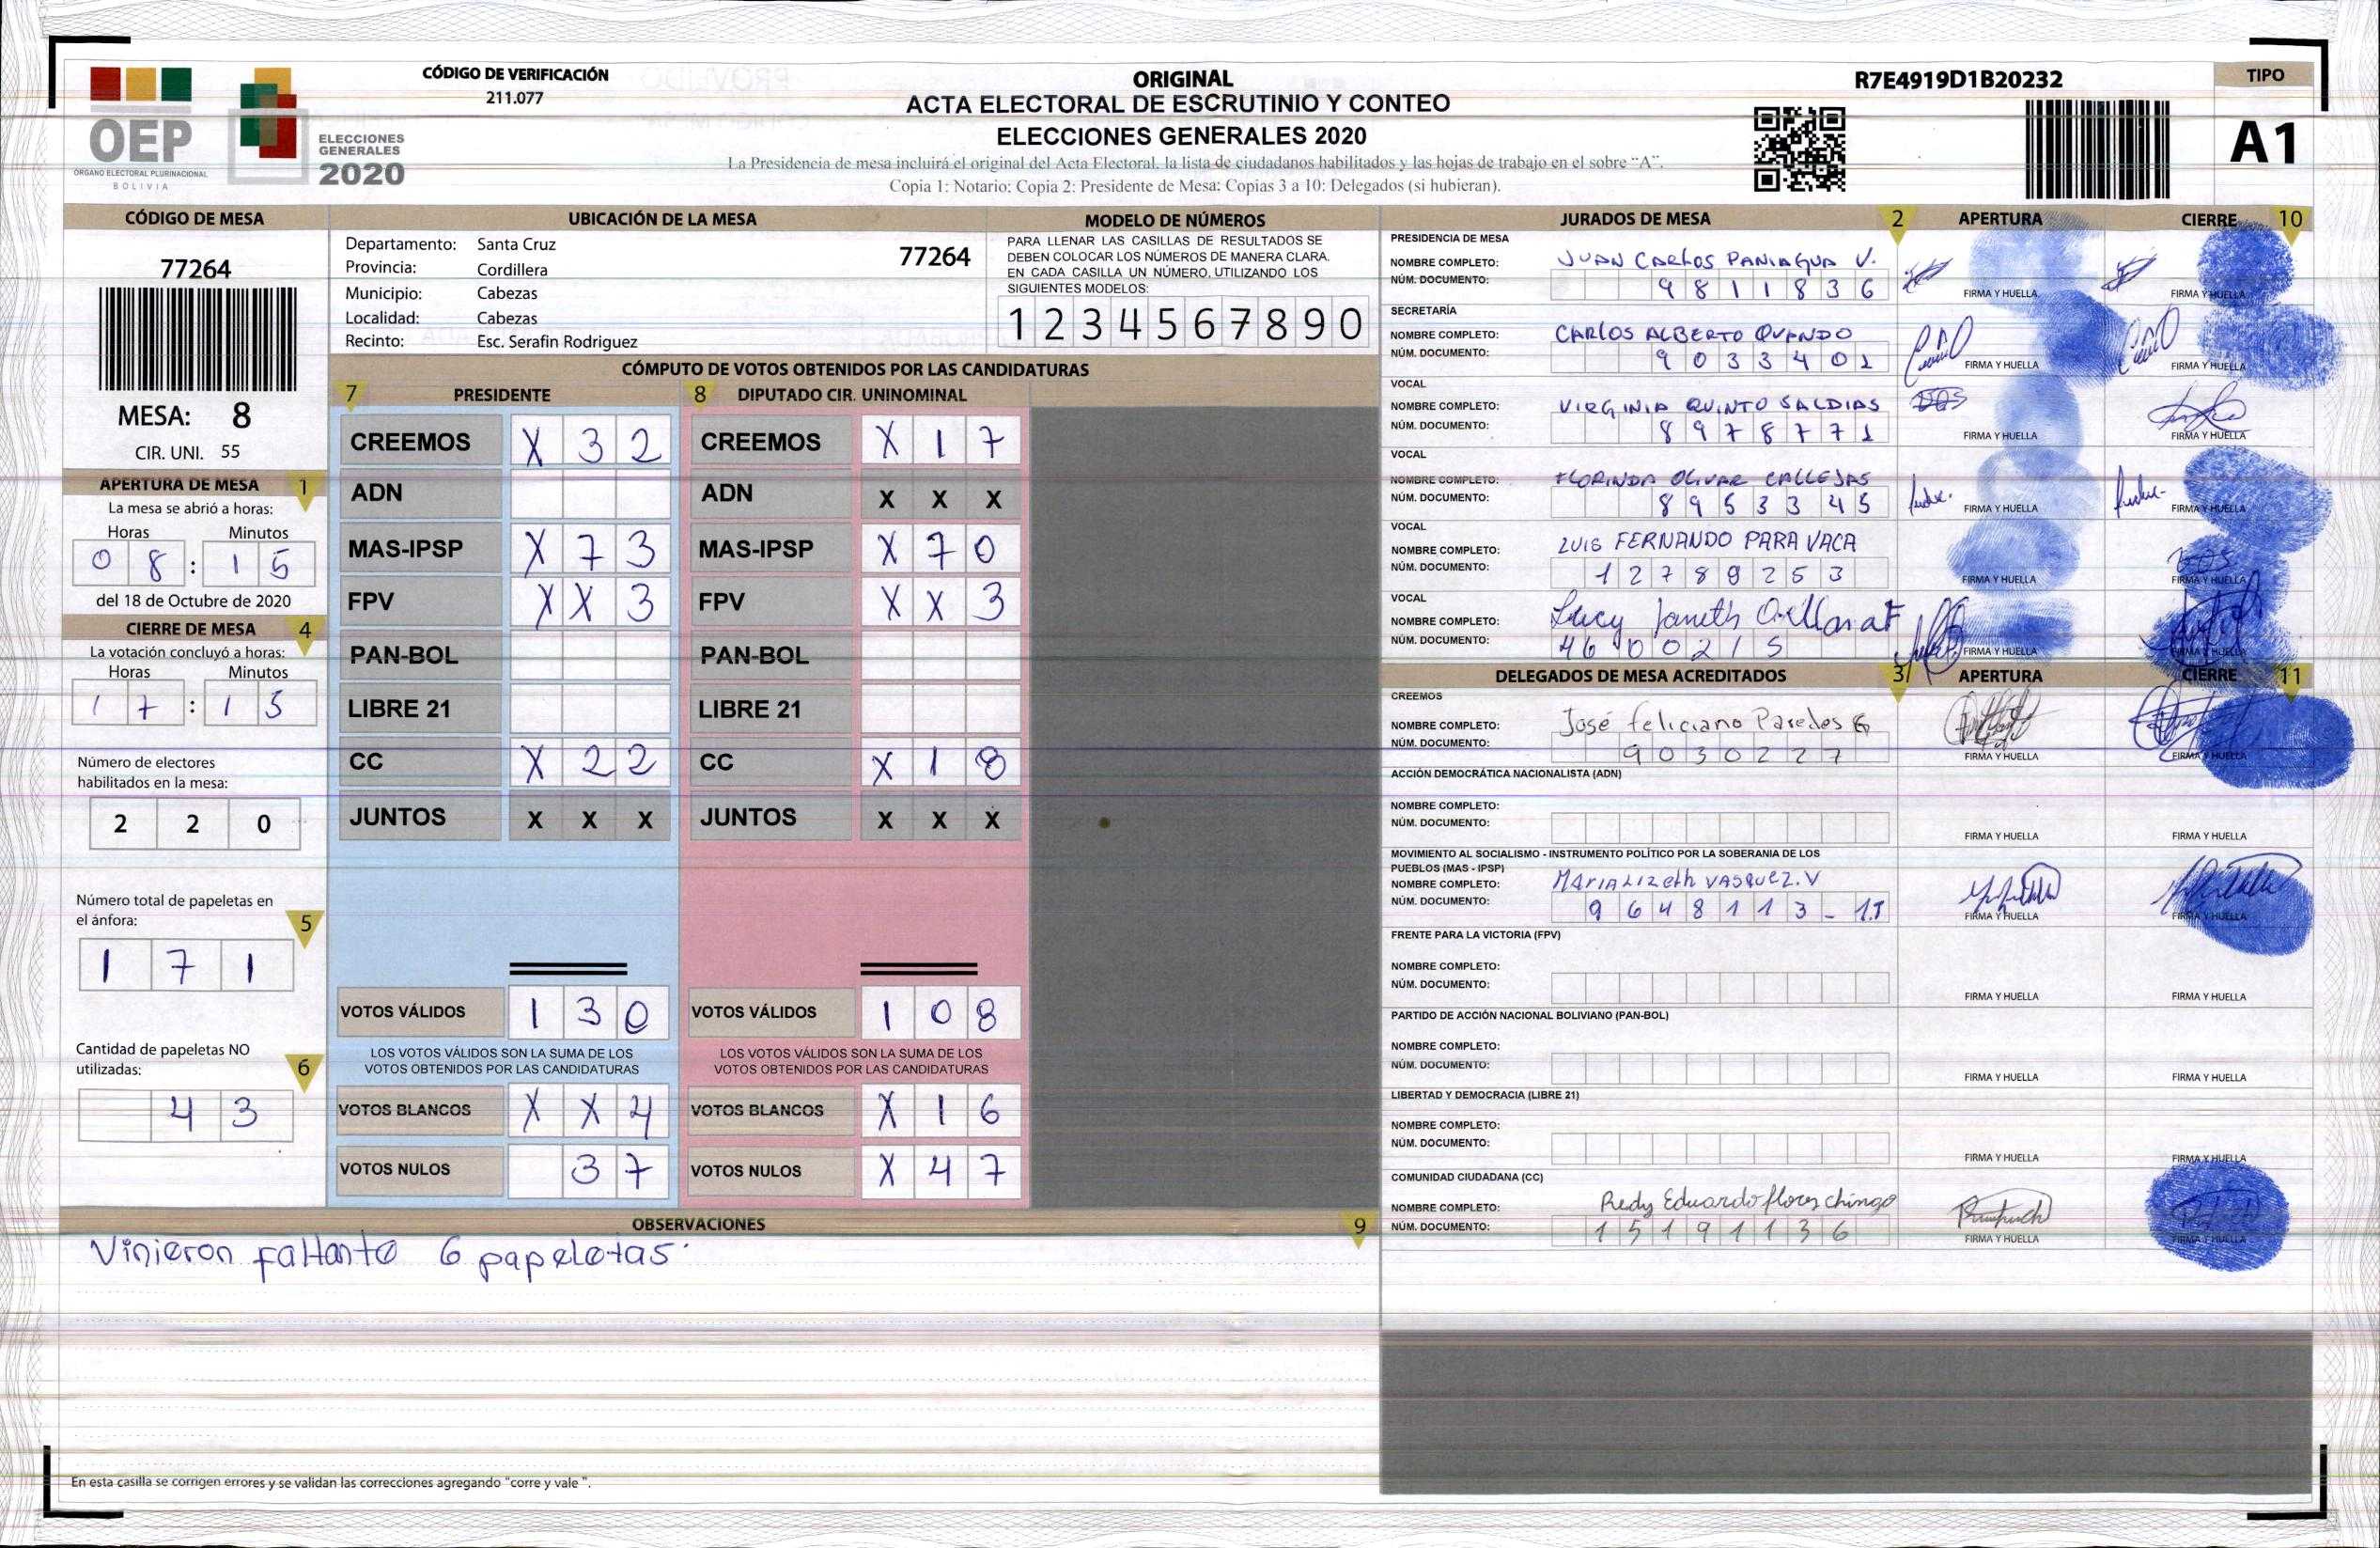 CÓDIGO DE VERIFICACIÓN
211.077
OEP
ÓRGANO ELECTORAL PLURINACIONAL
BOLIVIA
ELECCIONES
GENERALES
2020
ORIGINAL
ACTA ELECTORAL DE ESCRUTINIO Y CONTEO
ELECCIONES GENERALES 2020
La Presidencia de mesa incluirá el original del Acta Electoral, la lista de ciudadanos habilitados y las hojas de trabajo en el sobre "A".
Copia 1: Notario: Copia 2: Presidente de Mesa: Copias 3 a 10: Delegados (si hubieran).
R7E4919D1B20232
TIPO
A1
CÓDIGO DE MESA
77264
MESA: 8
CIR. UNI. 55
UBICACIÓN DE LA MESA
77264
Departamento: Santa Cruz
Provincia: Cordillera
Municipio: Cabezas
Localidad: Cabezas
Recinto: Esc. Serafin Rodriguez
MODELO DE NÚMEROS
PARA LLENAR LAS CASILLAS DE RESULTADOS SE
DEBEN COLOCAR LOS NÚMEROS DE MANERA CLARA.
EN CADA CASILLA UN NÚMERO, UTILIZANDO LOS
SIGUIENTES MODELOS:
1 2 3 4 5 6 7 8 9 0
APERTURA DE MESA 1
La mesa se abrió a horas:
Horas Minutos
0 8 : 1 5
del 18 de Octubre de 2020
CIERRE DE MESA 4
La votación concluyó a horas:
Horas Minutos
1 7 : 1 5
Número de electores
habilitados en la mesa:
2 2 0
Número total de papeletas en
el ánfora: 5
1 7 1
Cantidad de papeletas NO
utilizadas: 6
4 3
CÓMPUTO DE VOTOS OBTENIDOS POR LAS CANDIDATURAS
7 PRESIDENTE
CREEMOS X 3 2
ADN
MAS-IPSP X 7 3
FPV X X 3
PAN-BOL
LIBRE 21
CC X 2 2
JUNTOS X X X
VOTOS VÁLIDOS 1 3 0
LOS VOTOS VÁLIDOS SON LA SUMA DE LOS
VOTOS OBTENIDOS POR LAS CANDIDATURAS
VOTOS BLANCOS X X 4
VOTOS NULOS 3 7
8 DIPUTADO CIR. UNINOMINAL
CREEMOS X 1 7
ADN X X X
MAS-IPSP X 7 0
FPV X X 3
PAN-BOL
LIBRE 21
CC X 1 8
JUNTOS X X X
VOTOS VÁLIDOS 1 0 8
LOS VOTOS VÁLIDOS SON LA SUMA DE LOS
VOTOS OBTENIDOS POR LAS CANDIDATURAS
VOTOS BLANCOS X 1 6
VOTOS NULOS X 4 7
OBSERVACIONES 9
Vinieron faltante 6 papeletas.
En esta casilla se corrigen errores y se validan las correcciones agregando "corre y vale ".
JURADOS DE MESA 2 APERTURA CIERRE 10
PRESIDENCIA DE MESA
NOMBRE COMPLETO: JUAN CARLOS PANIAGUA V.
NÚM. DOCUMENTO: 9 8 1 1 8 3 6
FIRMA Y HUELLA FIRMA Y HUELLA
SECRETARÍA
NOMBRE COMPLETO: CARLOS ALBERTO OVANDO
NÚM. DOCUMENTO: 9 0 3 3 4 0 1
FIRMA Y HUELLA FIRMA Y HUELLA
VOCAL
NOMBRE COMPLETO: VIRGINIA QUINTO SALDIAS
NÚM. DOCUMENTO: 8 9 7 8 7 7 1
FIRMA Y HUELLA FIRMA Y HUELLA
VOCAL
NOMBRE COMPLETO: FLORINDA OLIVAR CALLEJAS
NÚM. DOCUMENTO: 8 9 5 3 3 4 5
FIRMA Y HUELLA FIRMA Y HUELLA
VOCAL
NOMBRE COMPLETO: LUIS FERNANDO PARA VACA
NÚM. DOCUMENTO: 1 2 7 8 9 2 5 3
FIRMA Y HUELLA FIRMA Y HUELLA
VOCAL
NOMBRE COMPLETO: Lucy Janeth
NÚM. DOCUMENTO: 4 6 0 0 2 1 5
FIRMA Y HUELLA FIRMA Y HUELLA
DELEGADOS DE MESA ACREDITADOS 3 APERTURA CIERRE 11
CREEMOS
NOMBRE COMPLETO: José feliciano Paredes G
NÚM. DOCUMENTO: 9 0 3 0 2 2 7
FIRMA Y HUELLA FIRMA Y HUELLA
ACCIÓN DEMOCRÁTICA NACIONALISTA (ADN)
NOMBRE COMPLETO:
NÚM. DOCUMENTO:
FIRMA Y HUELLA FIRMA Y HUELLA
MOVIMIENTO AL SOCIALISMO - INSTRUMENTO POLÍTICO POR LA SOBERANIA DE LOS
PUEBLOS (MAS - IPSP)
NOMBRE COMPLETO: MARIA LIZeth VASQUEZ.V
NÚM. DOCUMENTO: 9 6 4 8 1 1 3 - 1T
FIRMA Y HUELLA FIRMA Y HUELLA
FRENTE PARA LA VICTORIA (FPV)
NOMBRE COMPLETO:
NÚM. DOCUMENTO:
FIRMA Y HUELLA FIRMA Y HUELLA
PARTIDO DE ACCIÓN NACIONAL BOLIVIANO (PAN-BOL)
NOMBRE COMPLETO:
NÚM. DOCUMENTO:
FIRMA Y HUELLA FIRMA Y HUELLA
LIBERTAD Y DEMOCRACIA (LIBRE 21)
NOMBRE COMPLETO:
NÚM. DOCUMENTO:
FIRMA Y HUELLA FIRMA Y HUELLA
COMUNIDAD CIUDADANA (CC)
NOMBRE COMPLETO: Redy Eduardo flores Chingo
NÚM. DOCUMENTO: 1 5 1 9 1 1 3 6
FIRMA Y HUELLA FIRMA Y HUELLA